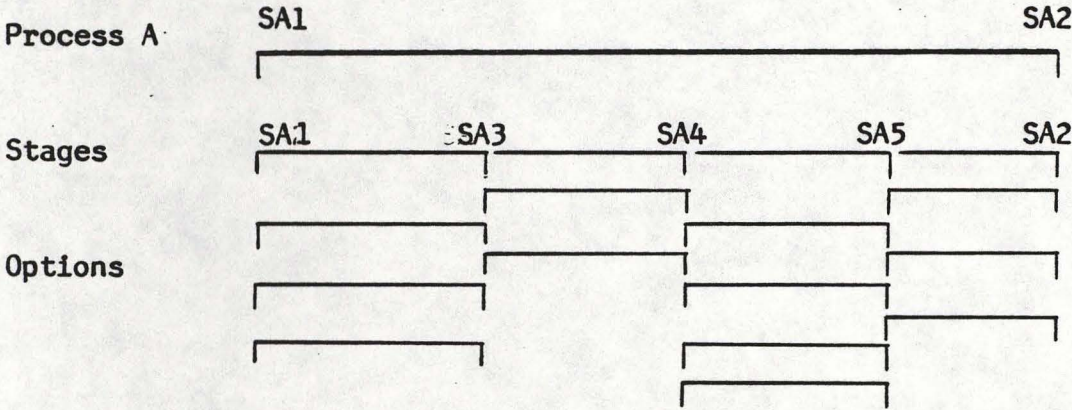 SA1 SA2
Process A
SA1 SA3 SA4 SA5 SA2
Stages
Options